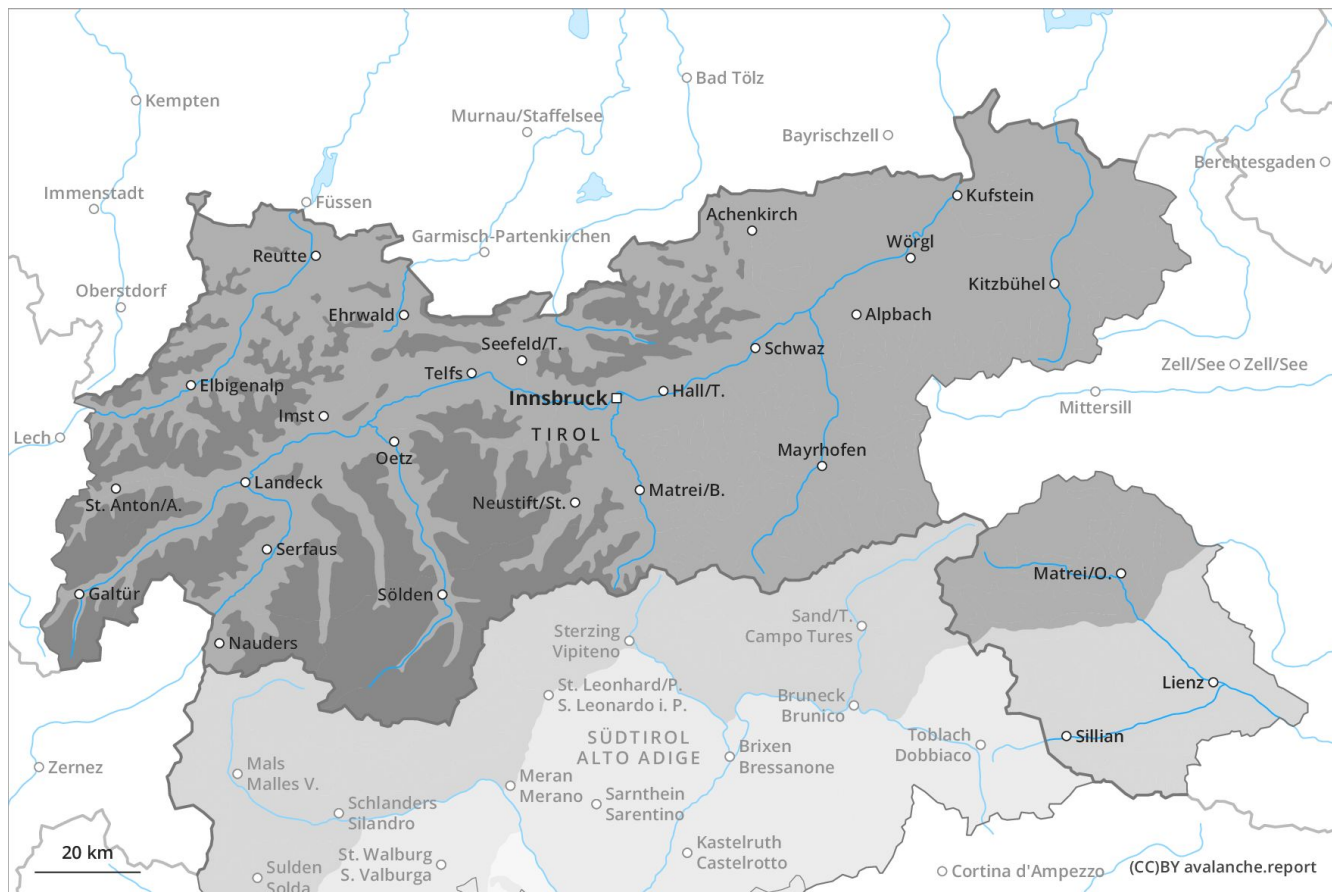 Bad Tölz
Kempten
Murnau/Staffelsee
Bayrischzell
Berchtesgaden
Immenstadt
Füssen
Kufstein
Achenkirch
Garmisch-Partenkirchen
Wörgl
Reutte
Kitzbühel
Oberstdorf
Ehrwald
Alpbach
Seefeld/T.
Schwaz
Zell/See
Zell/See
Telfs
Elbigenalp
Hall/T.
Innsbruck
Mittersill
Imst
TIROL
Lech
Oetz
Mayrhofen
Landeck
Matrei/B.
St. Anton/A.
Neustift/St.
Serfaus
Matrei/O.
Galtür
Sölden
Sand/T.
Campo Tures
Sterzing
Vipiteno
Nauders
Lienz
St. Leonhard/P.
S. Leonardo i. P.
Bruneck
Brunico
SÜDTIROL
ALTO ADIGE
Toblach
Dobbiaco
Sillian
Brixen
Bressanone
Zernez
Mals
Malles V.
Meran
Merano
Schlanders
Silandro
Sarnthein
Sarentino
Kastelruth
Castelrotto
20 km
St. Walburg
S. Valburga
Sulden
Solda
Cortina d'Ampezzo
(CC)BY avalanche.report